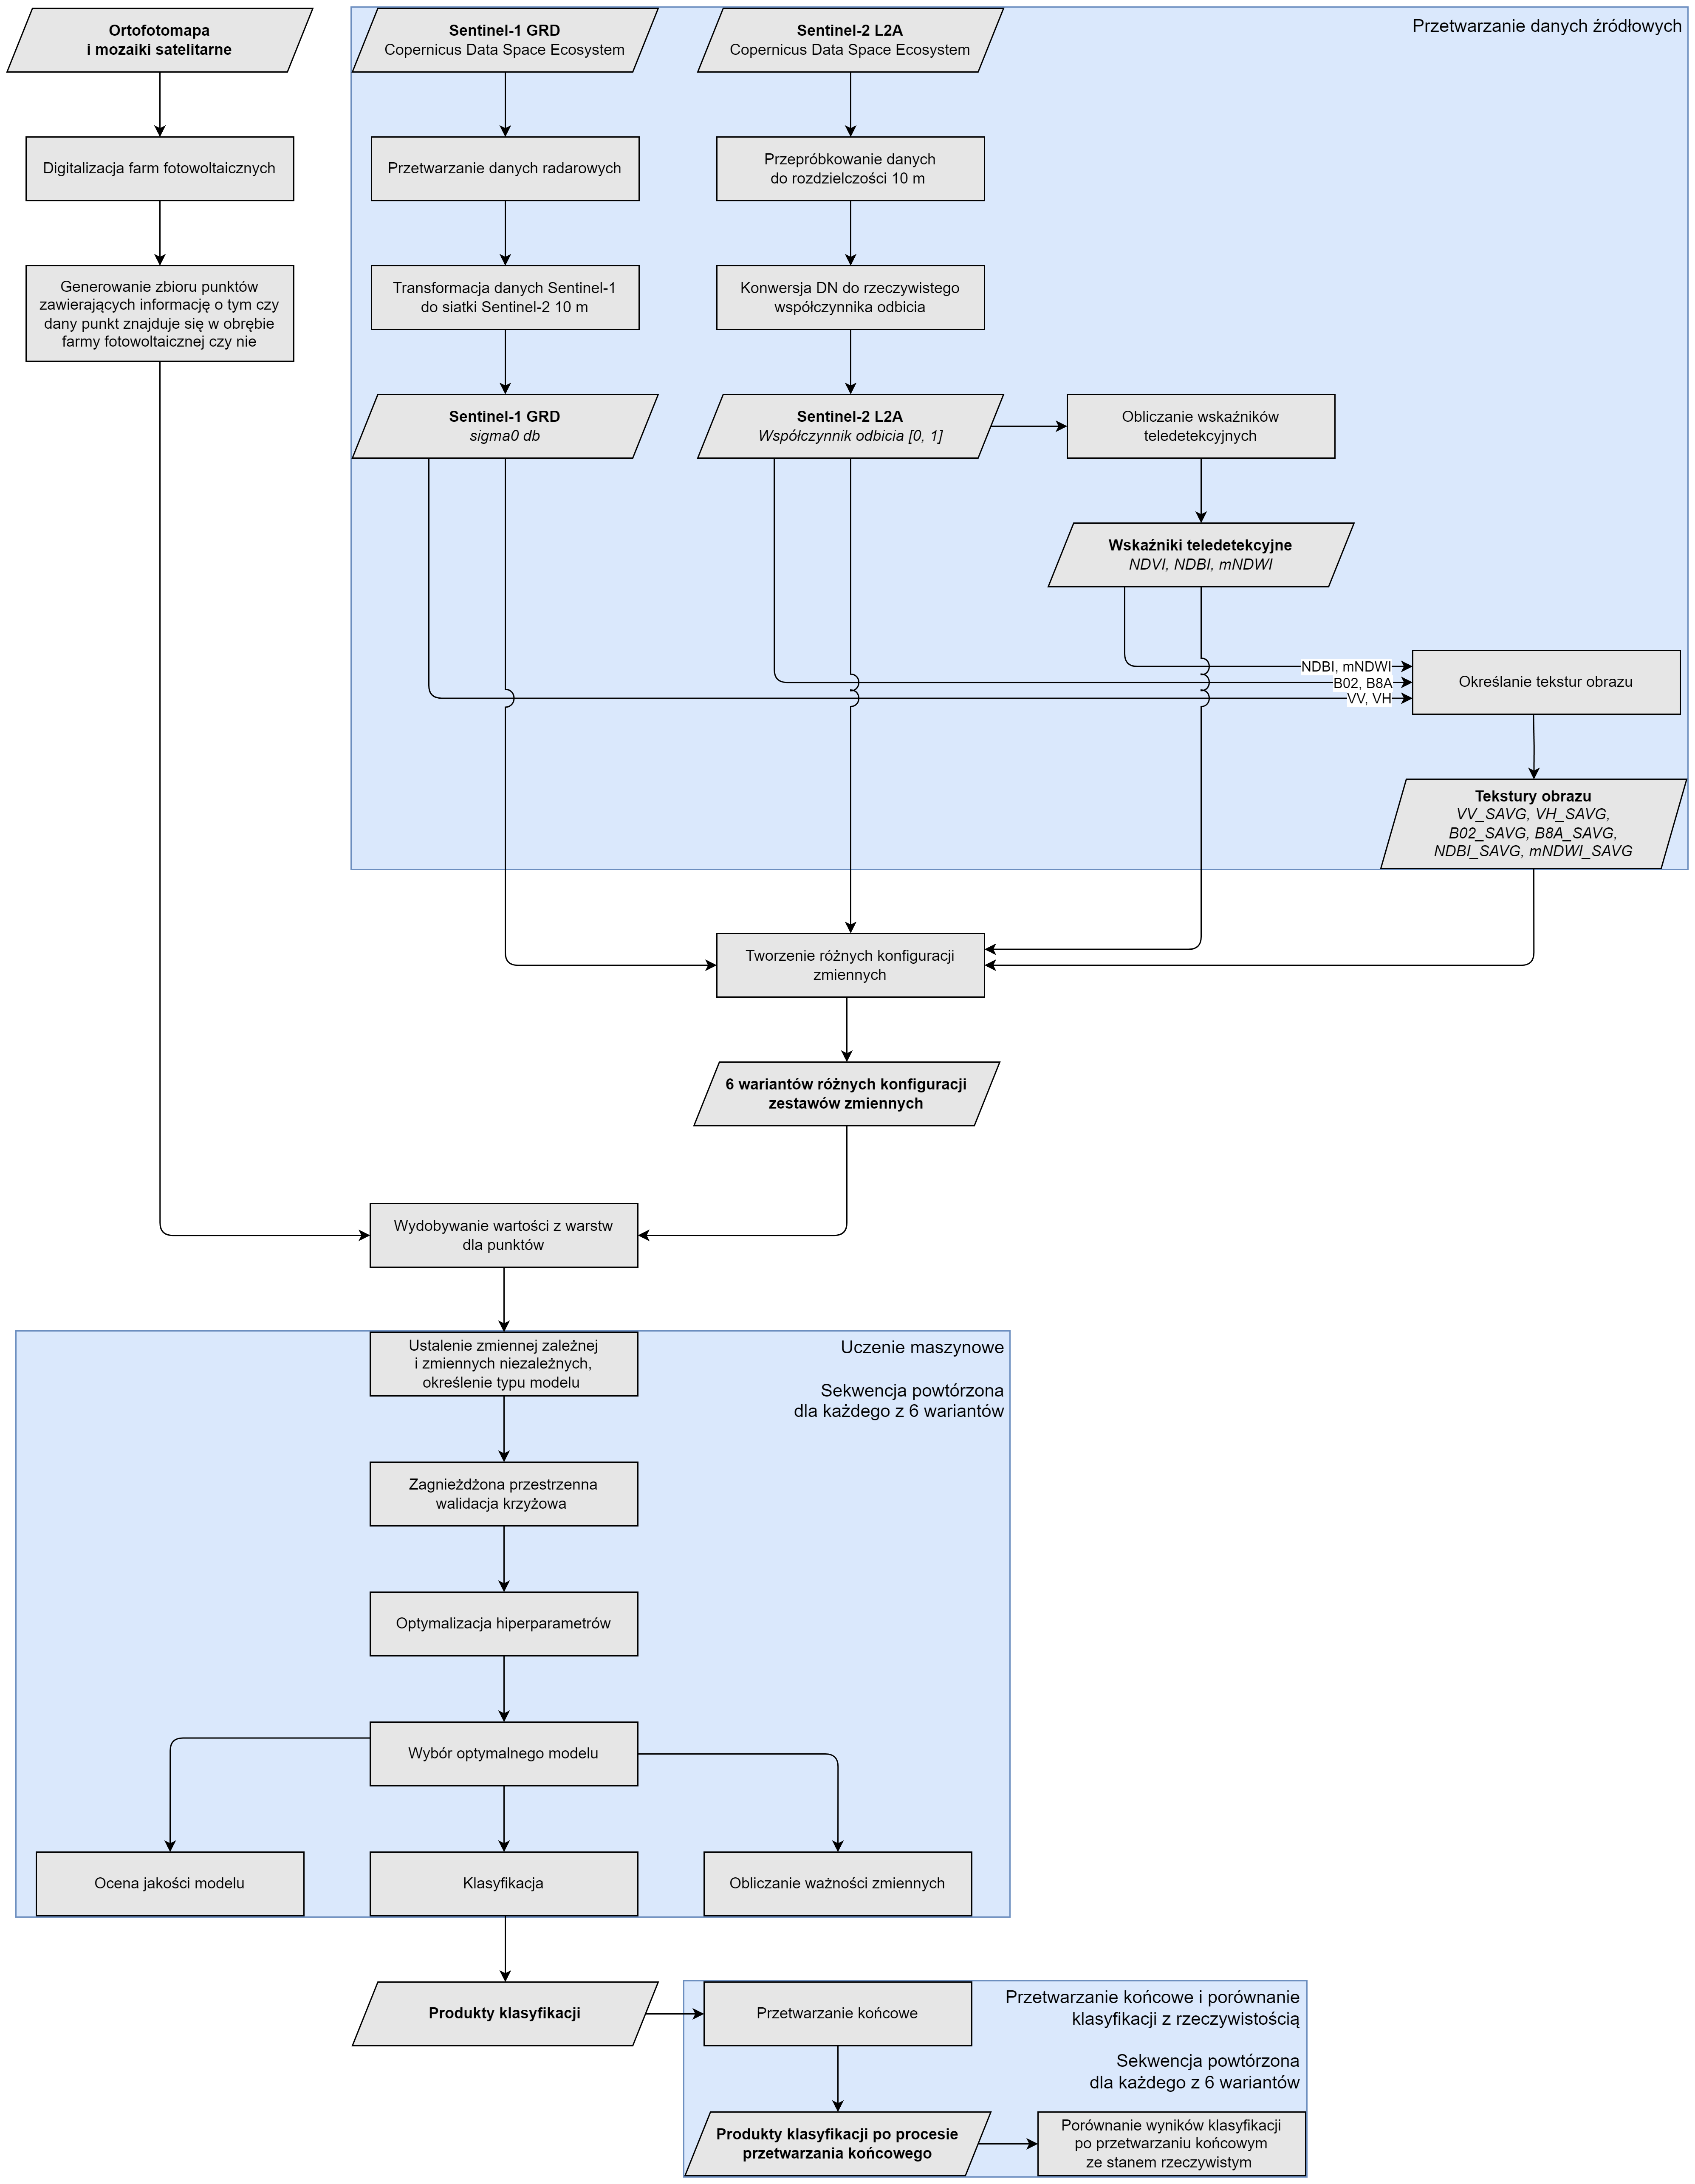 Ortofotomapa
i mozaiki satelitarne
Sentinel-1 GRD
Copernicus Data Space Ecosystem
Sentinel-2 L2A
Copernicus Data Space Ecosystem
Przetwarzanie danych źródłowych
Digitalizacja farm fotowoltaicznych
Przetwarzanie danych radarowych
Przepróbkowanie danych
do rozdzielczości 10 m
Generowanie zbioru punktów
zawierających informację o tym czy
dany punkt znajduje się w obrębie
farmy fotowoltaicznej czy nie
Transformacja danych Sentinel-1
do siatki Sentinel-2 10 m
Konwersja DN do rzeczywistego
współczynnika odbicia
Sentinel-1 GRD
sigma0 db
Sentinel-2 L2A
Współczynnik odbicia [0, 1]
Obliczanie wskaźników
teledetekcyjnych
Wskaźniki teledetekcyjne
NDVI, NDBI, mNDWI
NDBI, mNDWI
B02, B8A
VV, VH
Określanie tekstur obrazu
Tekstury obrazu
VV_SAVG, VH_SAVG,
B02_SAVG, B8A_SAVG,
NDBI_SAVG, mNDWI_SAVG
Tworzenie różnych konfiguracji
zmiennych
6 wariantów różnych konfiguracji
zestawów zmiennych
Wydobywanie wartości z warstw
dla punktów
Ustalenie zmiennej zależnej
i zmiennych niezależnych,
określenie typu modelu
Uczenie maszynowe
Sekwencja powtórzona
dla każdego z 6 wariantów
Zagnieżdżona przestrzenna
walidacja krzyżowa
Optymalizacja hiperparametrów
Wybór optymalnego modelu
Ocena jakości modelu
Klasyfikacja
Obliczanie ważności zmiennych
Produkty klasyfikacji
Przetwarzanie końcowe
Przetwarzanie końcowe i porównanie
klasyfikacji z rzeczywistością
Sekwencja powtórzona
dla każdego z 6 wariantów
Produkty klasyfikacji po procesie
przetwarzania końcowego
Porównanie wyników klasyfikacji
po przetwarzaniu końcowym
ze stanem rzeczywistym